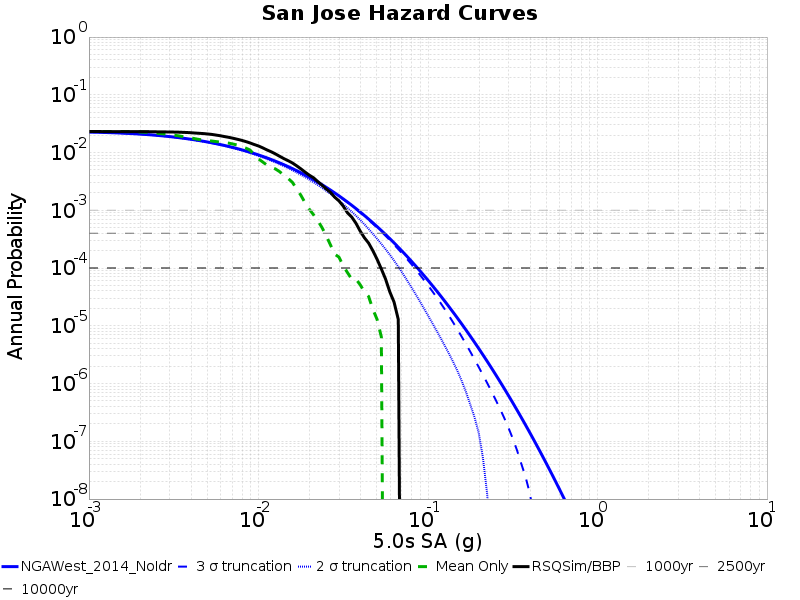 San Jose Hazard Curves
10^0
10^-1
10^-2
10^-3
10^-4
10^-5
10^-6
10^-7
10^-8
Annual Probability
10^-3 10^-2 10^-1 10^0 10^1
5.0s SA (g)
NGAWest_2014_NoIdr 3 σ truncation 2 σ truncation Mean Only RSQSim/BBP 1000yr 2500yr
10000yr